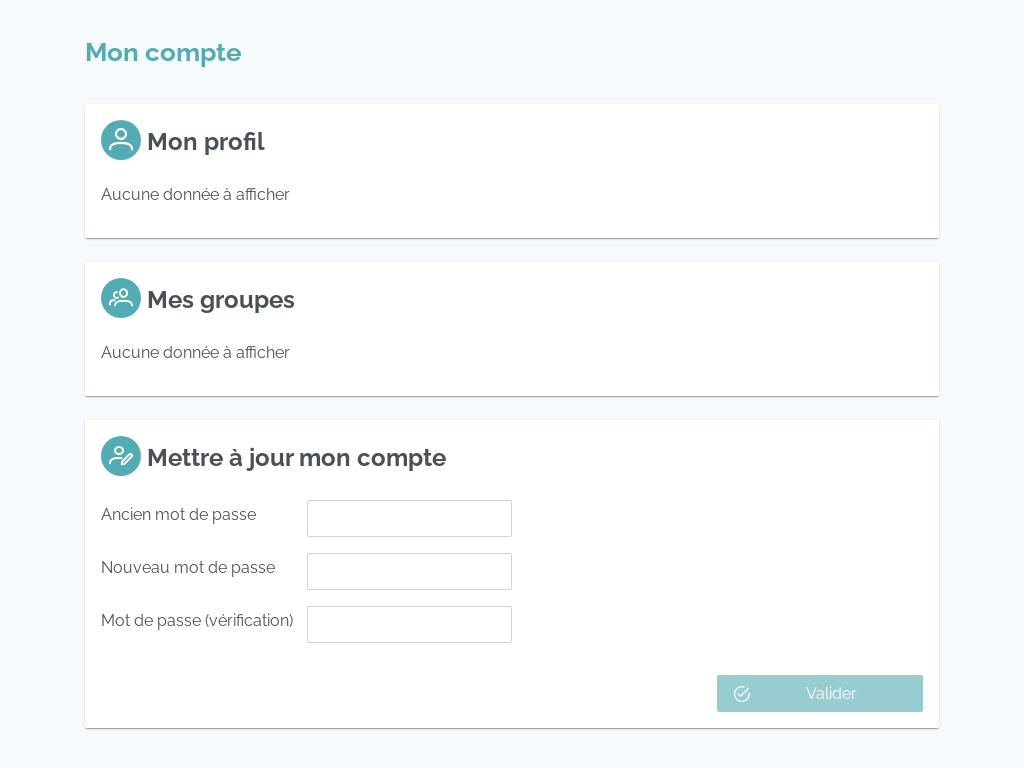 Mon compte
Mon profil
Aucune donnée à afficher
Mes groupes
Aucune donnée à afficher
Mettre à jour mon compte
Ancien mot de passe
Nouveau mot de passe
Mot de passe (vérification)
Valider